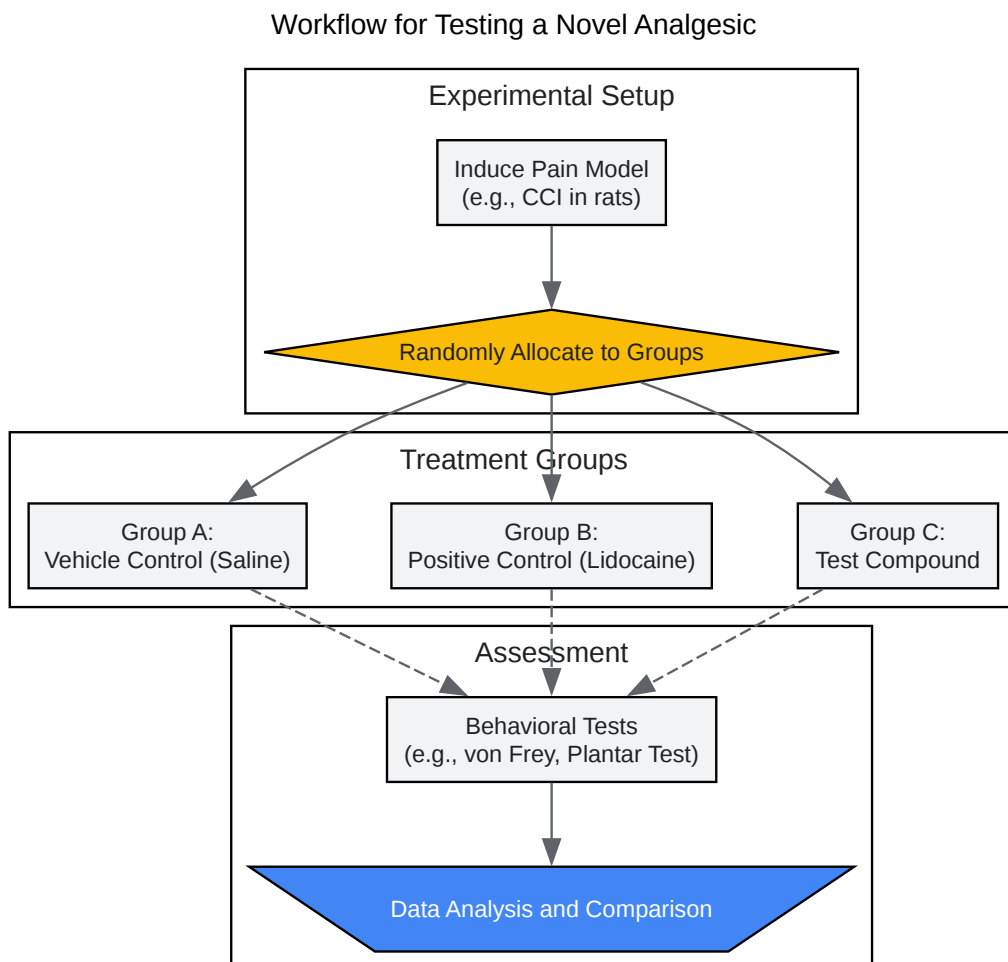 Workflow for Testing a Novel Analgesic
Experimental Setup
Induce Pain Model
(e.g., CCI in rats)
Randomly Allocate to Groups
Treatment Groups
Group A:
Vehicle Control (Saline)
Group B:
Positive Control (Lidocaine)
Group C:
Test Compound
Assessment
Behavioral Tests
(e.g., von Frey, Plantar Test)
Data Analysis and Comparison